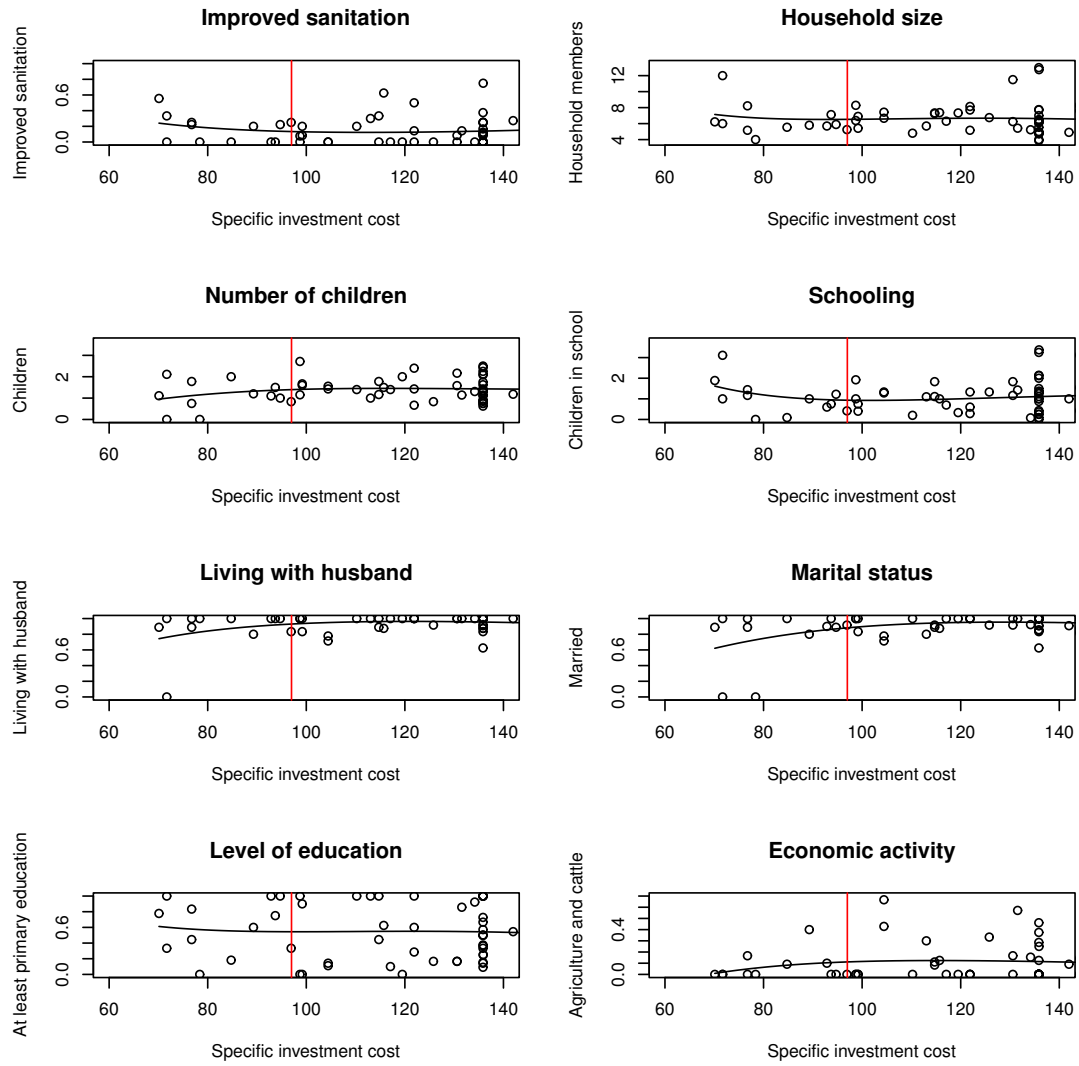 Improved sanitation
Improved sanitation
0.0 0.6
60 80 100 120 140
Specific investment cost
Household size
Household members
4 8 12
60 80 100 120 140
Specific investment cost
Number of children
Children
0 2
60 80 100 120 140
Specific investment cost
Schooling
Children in school
0 2
60 80 100 120 140
Specific investment cost
Living with husband
Living with husband
0.0 0.6
60 80 100 120 140
Specific investment cost
Marital status
Married
0.0 0.6
60 80 100 120 140
Specific investment cost
Level of education
At least primary education
0.0 0.6
60 80 100 120 140
Specific investment cost
Economic activity
Agriculture and cattle
0.0 0.4
60 80 100 120 140
Specific investment cost